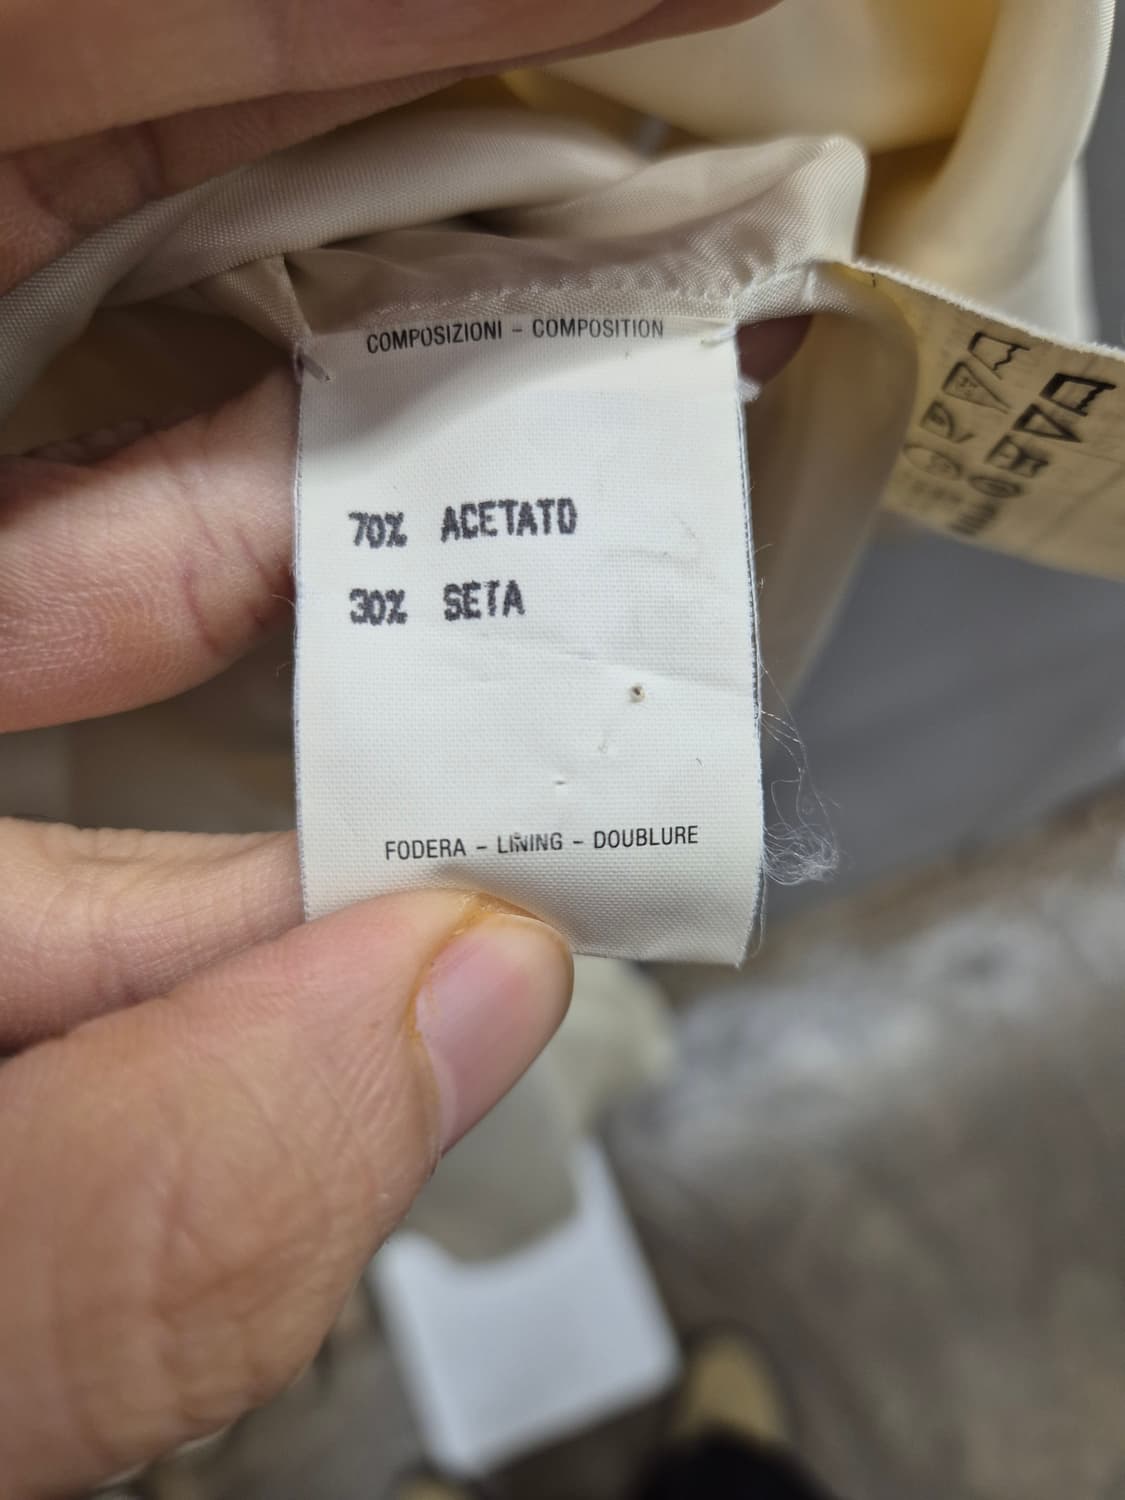 COMPOSIZIONI - COMPOSITION
70% ACETATO
30% SETA
FODERA - LINING - DOUBLURE